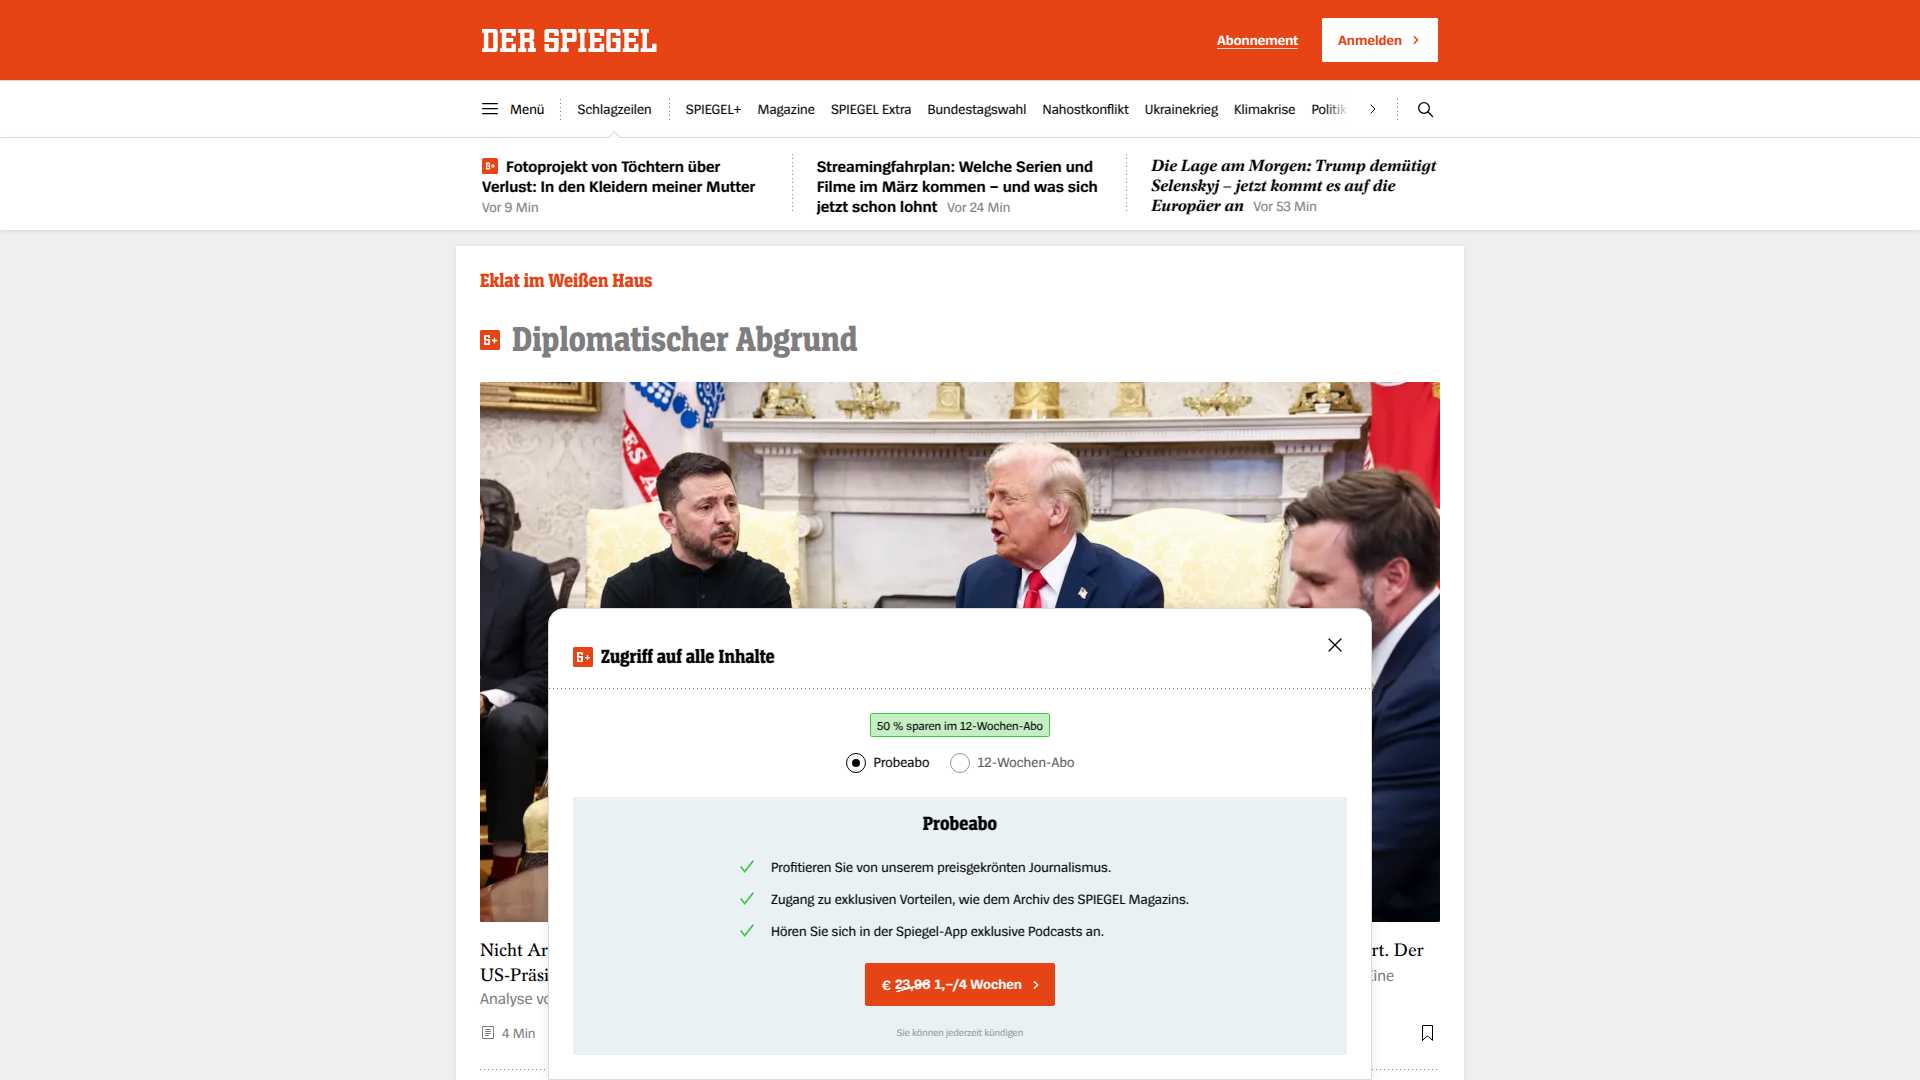 DER SPIEGEL
Abonnement
Anmelden
Menü
Schlagzeilen
SPIEGEL+
Magazine
SPIEGEL Extra
Bundestagswahl
Nahostkonflikt
Ukrainekrieg
Klimakrise
Politik
Fotoprojekt von Töchtern über
Verlust: In den Kleidern meiner Mutter
Vor 9 Min
Streamingfahrplan: Welche Serien und
Filme im März kommen – und was sich
jetzt schon lohnt Vor 24 Min
Die Lage am Morgen: Trump demütigt
Selenskyj – jetzt kommt es auf die
Europäer an Vor 53 Min
Eklat im Weißen Haus
S+ Diplomatischer Abgrund
S+ Zugriff auf alle Inhalte
50 % sparen im 12-Wochen-Abo
Probeabo
12-Wochen-Abo
Probeabo
Profitieren Sie von unserem preisgekrönten Journalismus.
Zugang zu exklusiven Vorteilen, wie dem Archiv des SPIEGEL Magazins.
Hören Sie sich in der Spiegel-App exklusive Podcasts an.
€ 23,96 1,–/4 Wochen
Sie können jederzeit kündigen
Nicht
rt. Der
US-Präsi
Analyse
4 Min